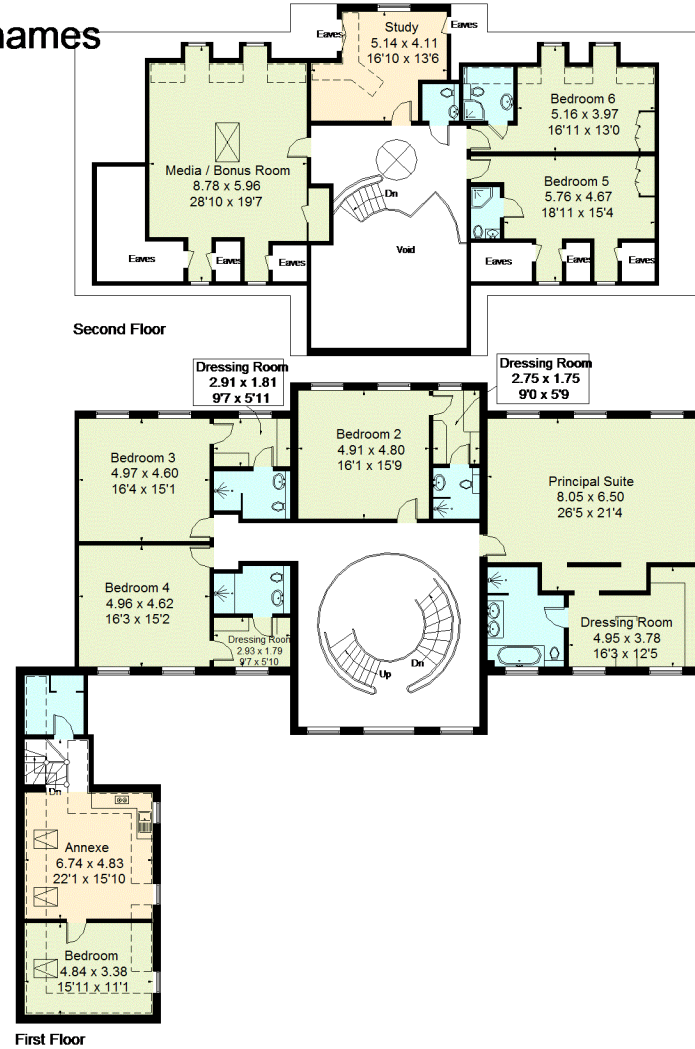 names
Study
5.14 x 4.11
16'10 x 13'6
Eaves
Eaves
Bedroom 6
5.16 x 3.97
16'11 x 13'0
Media / Bonus Room
8.78 x 5.96
28'10 x 19'7
Bedroom 5
5.76 x 4.67
18'11 x 15'4
Dn
Void
Eaves
Eaves
Eaves
Eaves
Eaves
Eaves
Second Floor
Dressing Room
2.91 x 1.81
9'7 x 5'11
Dressing Room
2.75 x 1.75
9'0 x 5'9
Bedroom 3
4.97 x 4.60
16'4 x 15'1
Bedroom 2
4.91 x 4.80
16'1 x 15'9
Principal Suite
8.05 x 6.50
26'5 x 21'4
Bedroom 4
4.96 x 4.62
16'3 x 15'2
Dressing Room
2.93 x 1.79
9'7 x 5'10
Up
Dn
Dressing Room
4.95 x 3.78
16'3 x 12'5
Dn
Annexe
6.74 x 4.83
22'1 x 15'10
Bedroom
4.84 x 3.38
15'11 x 11'1
First Floor